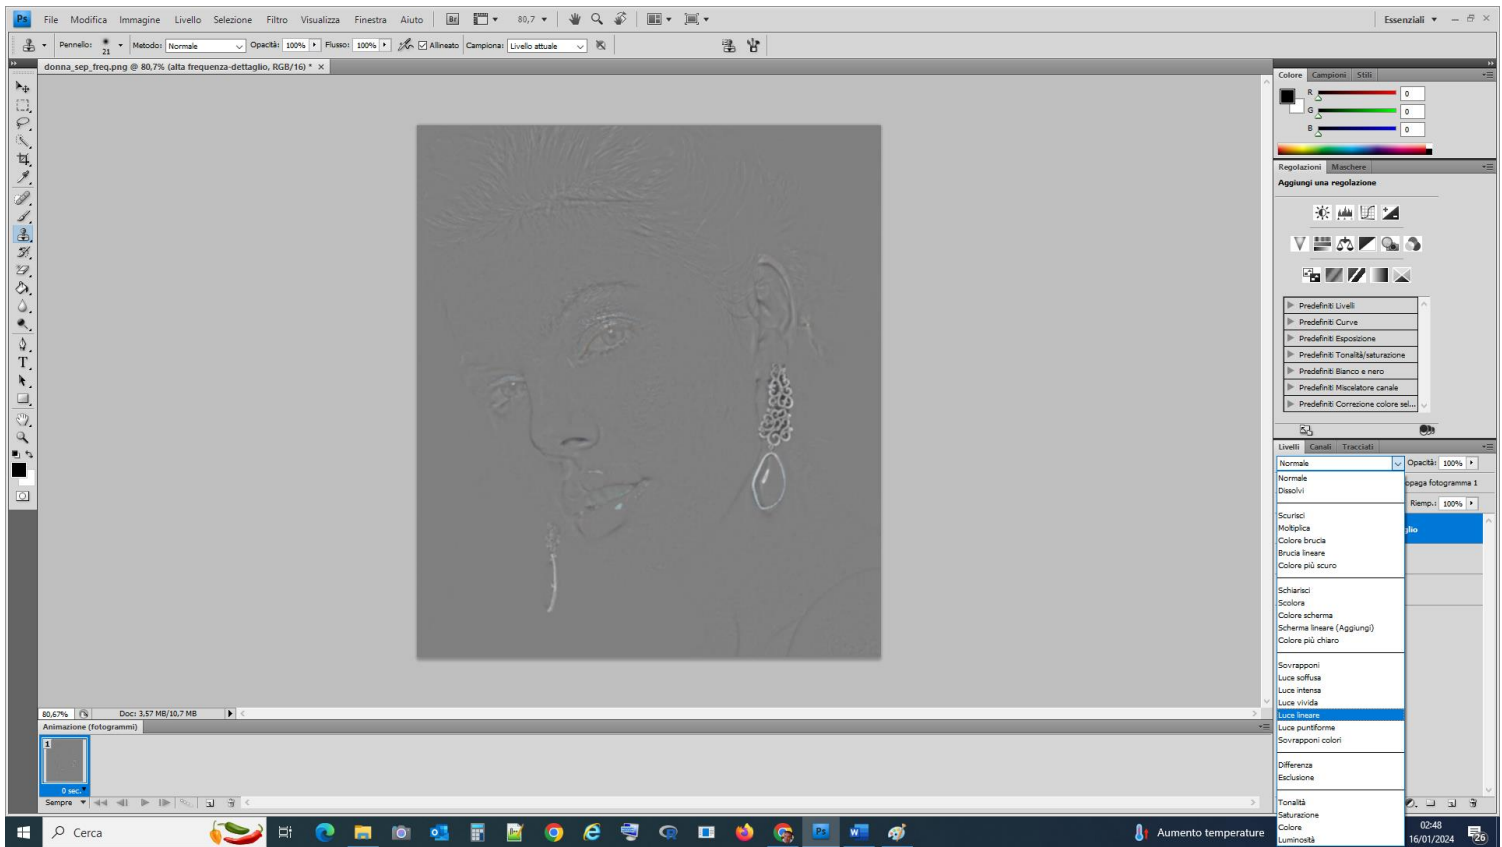 Ps File Modifica Immagine Livello Selezione Filtro Visualizza Finestra Aiuto Br 80,7 Essenziali
Pennello: 21 Metodo: Normale Opacità: 100% Flusso: 100% Allineato Campiona: Livello attuale
donna_sep_freq.png @ 80,7% (alta frequenza-dettaglio, RGB/16) * ×
Colore Campioni Stili
R 0
G 0
B 0
Regolazioni Maschere
Aggiungi una regolazione
Predefiniti Livelli
Predefiniti Curve
Predefiniti Esposizione
Predefiniti Tonalità/saturazione
Predefiniti Bianco e nero
Predefiniti Miscelatore canale
Predefiniti Correzione colore sel...
Livelli Canali Tracciati
Normale Opacità: 100%
Normale
opaga fotogramma 1
Dissolvi
Riemp.: 100%
Scurisci
Moltiplica
glio
Colore brucia
Brucia lineare
Colore più scuro
Schiarisci
Scolora
Colore scherma
Scherma lineare (Aggiungi)
Colore più chiaro
Sovrapponi
Luce soffusa
Luce intensa
Luce vivida
Luce lineare
Luce puntiforme
Sovrapponi colori
Differenza
Esclusione
Tonalità
Saturazione
Colore
Luminosità
80,67% Doc: 3,57 MB/10,7 MB
Animazione (fotogrammi)
1
0 sec.
Sempre
Cerca Ps Aumento temperature 02:48
16/01/2024 26